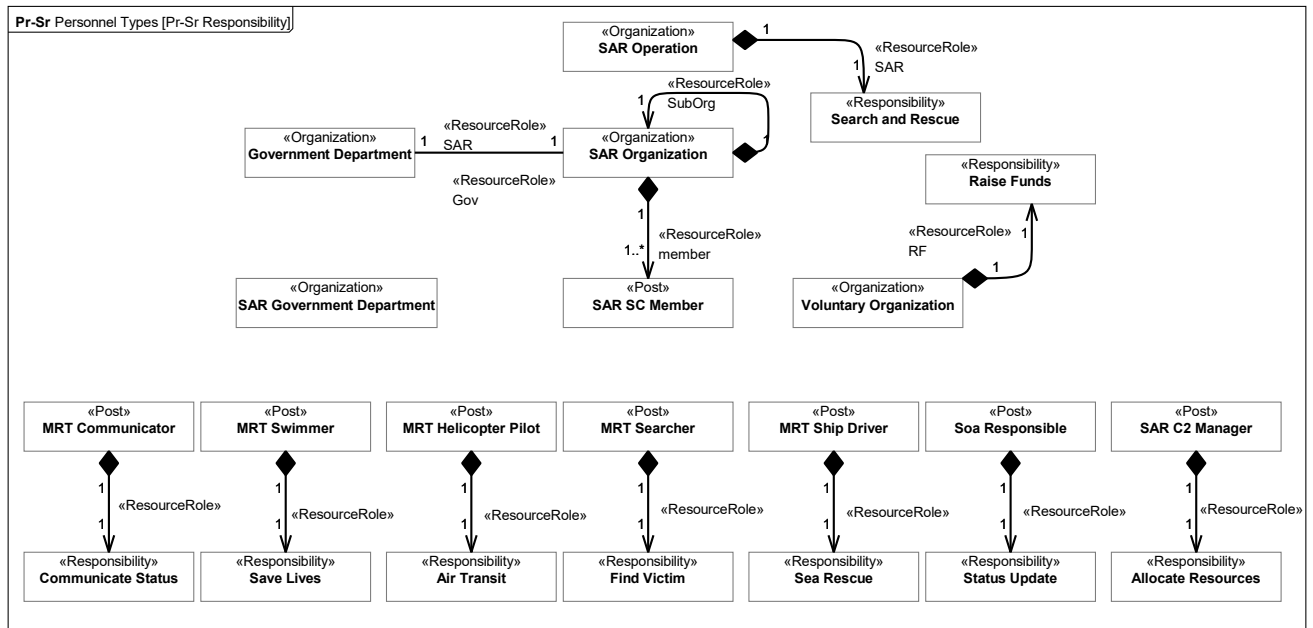 Pr-Sr Personnel Types [Pr-Sr Responsibility]
«Organization»
SAR Operation
1
«ResourceRole»
1
SAR
«Responsibility»
Search and Rescue
«ResourceRole»
1
SubOrg
«Organization»
Government Department
1
«ResourceRole»
SAR
1
«ResourceRole»
Gov
«Organization»
SAR Organization
1
1
«ResourceRole»
1..*
member
«Post»
SAR SC Member
«Organization»
SAR Government Department
«Responsibility»
Raise Funds
«ResourceRole»
1
RF
1
«Organization»
Voluntary Organization
«Post»
MRT Communicator
1
«ResourceRole»
1
«Responsibility»
Communicate Status
«Post»
MRT Swimmer
1
«ResourceRole»
1
«Responsibility»
Save Lives
«Post»
MRT Helicopter Pilot
1
«ResourceRole»
1
«Responsibility»
Air Transit
«Post»
MRT Searcher
1
«ResourceRole»
1
«Responsibility»
Find Victim
«Post»
MRT Ship Driver
1
«ResourceRole»
1
«Responsibility»
Sea Rescue
«Post»
Soa Responsible
1
«ResourceRole»
1
«Responsibility»
Status Update
«Post»
SAR C2 Manager
1
«ResourceRole»
1
«Responsibility»
Allocate Resources